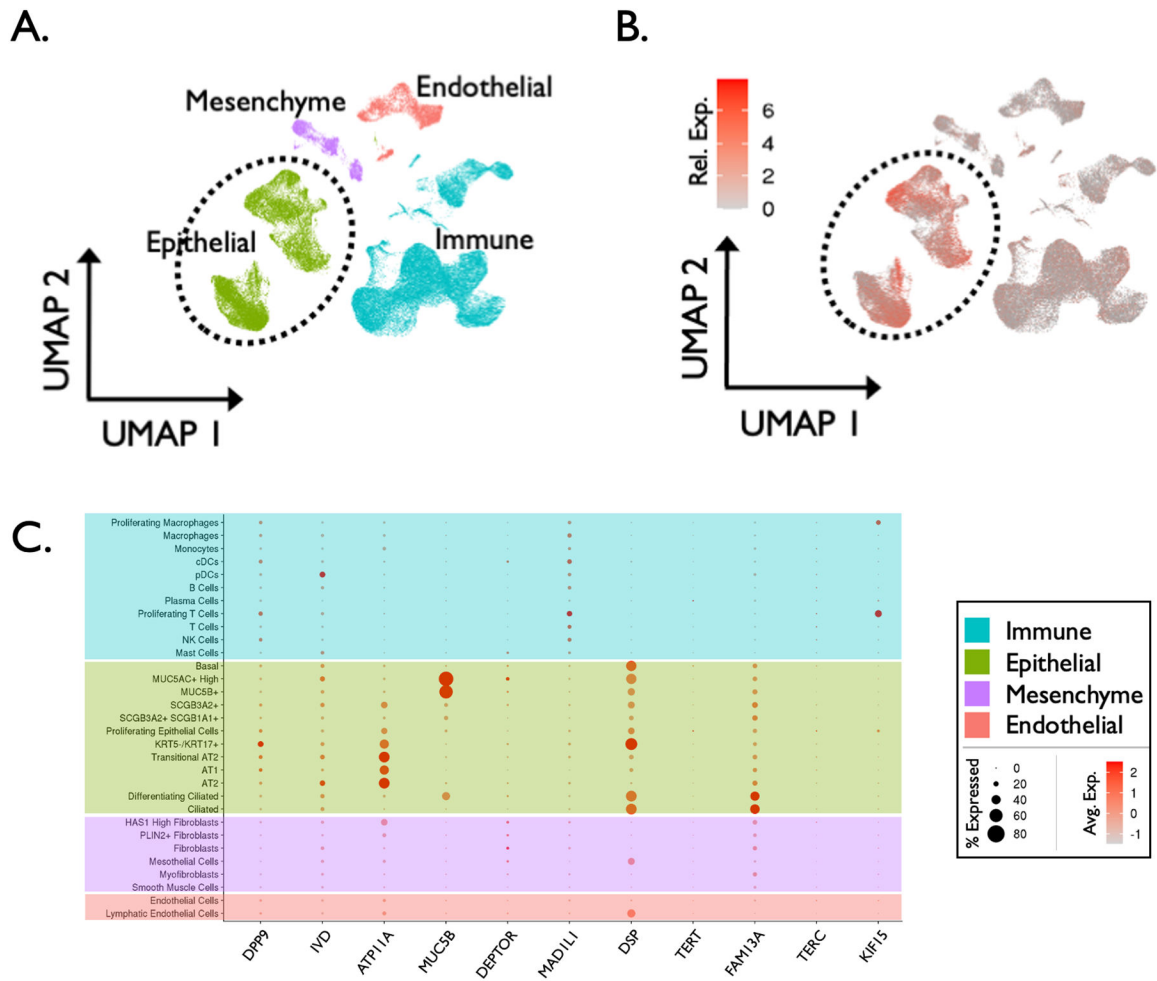 A.
B.
Endothelial
Mesenchyme
Epithelial
Immune
UMAP 2
UMAP 1
Rel. Exp.
6
4
2
0
UMAP 2
UMAP 1
C.
Proliferating Macrophages
Macrophages
Monocytes
cDCs
pDCs
B Cells
Plasma Cells
Proliferating T Cells
T Cells
NK Cells
Mast Cells
Basal
MUC5AC+ High
MUC5B+
SCGB3A2+
SCGB3A2+ SCGB1A1+
Proliferating Epithelial Cells
KRT5-/KRT17+
Transitional AT2
AT1
AT2
Differentiating Ciliated
Ciliated
HAS1 High Fibroblasts
PLIN2+ Fibroblasts
Fibroblasts
Mesothelial Cells
Myofibroblasts
Smooth Muscle Cells
Endothelial Cells
Lymphatic Endothelial Cells
DPP9
IVD
ATP11A
MUC5B
DEPTOR
MAD1L1
DSP
TERT
FAM13A
TERC
KIF15
Immune
Epithelial
Mesenchyme
Endothelial
% Expressed
0
20
40
60
80
Avg. Exp.
2
1
0
-1